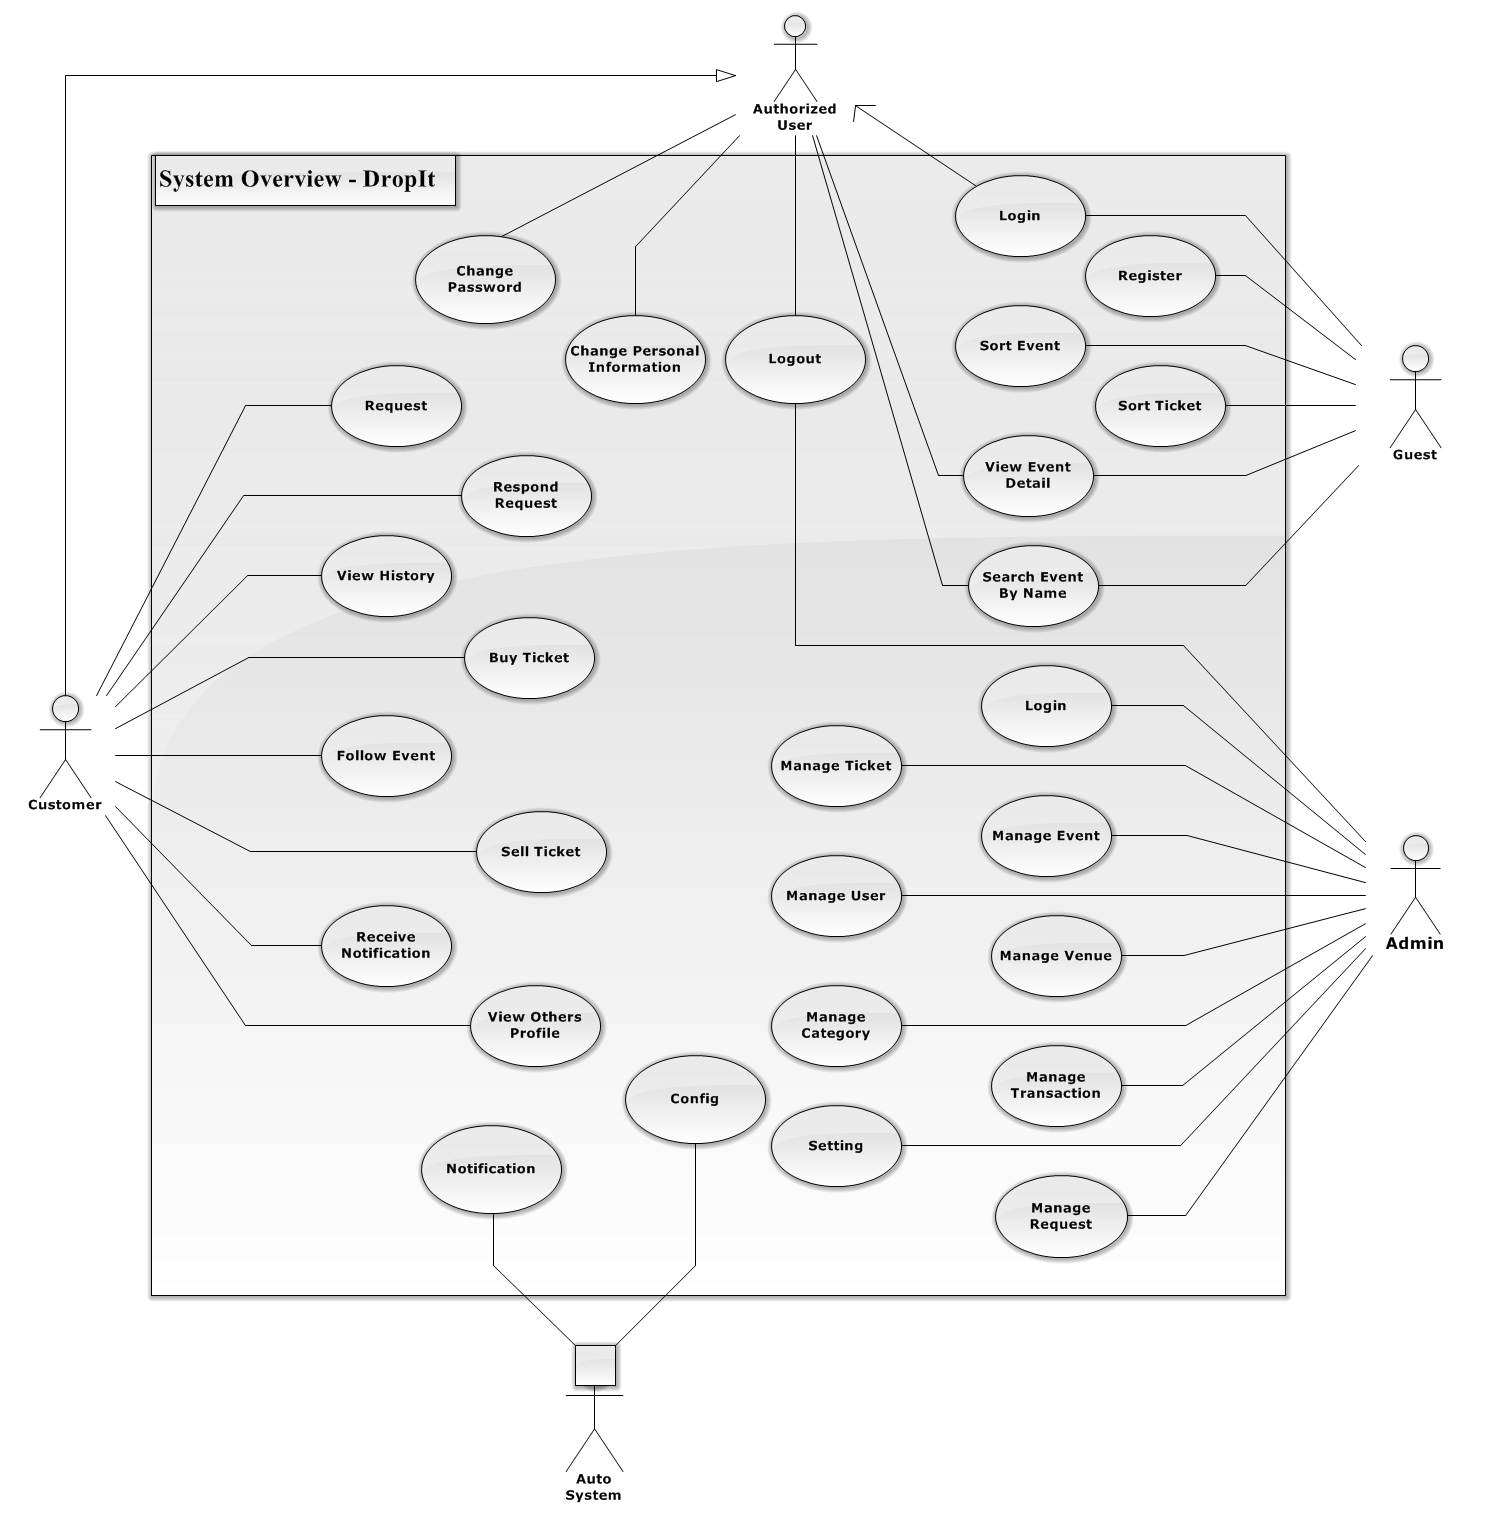 Authorized
User
System Overview - DropIt
Login
Change
Password
Register
Change Personal
Information
Logout
Sort Event
Request
Sort Ticket
Guest
Respond
Request
View Event
Detail
View History
Search Event
By Name
Buy Ticket
Login
Follow Event
Manage Ticket
Customer
Manage Event
Sell Ticket
Manage User
Receive
Notification
Manage Venue
Admin
View Others
Profile
Manage
Category
Config
Manage
Transaction
Notification
Setting
Manage
Request
Auto
System